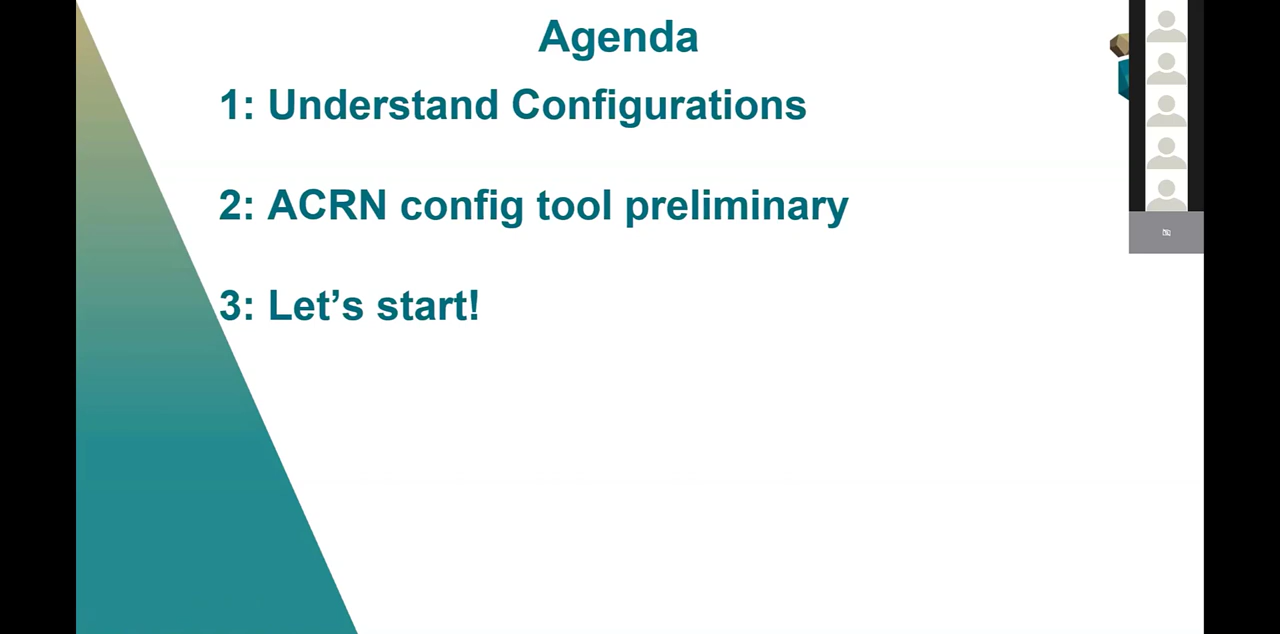 Agenda
1: Understand Configurations
2: ACRN config tool preliminary
3: Let’s start!